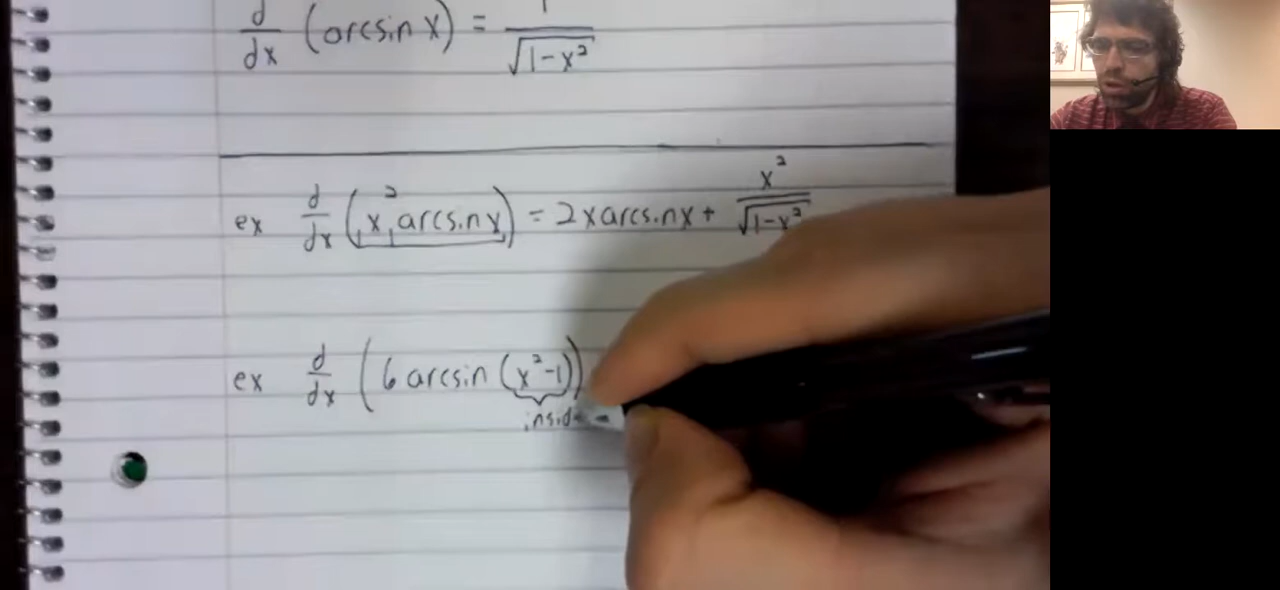 d/dx (arcsin x) = 1/√(1-x²)
ex d/dx (x² arcsin x) = 2x arcsin x + x²/√(1-x²)
ex d/dx (6 arcsin (x²-1))
inside